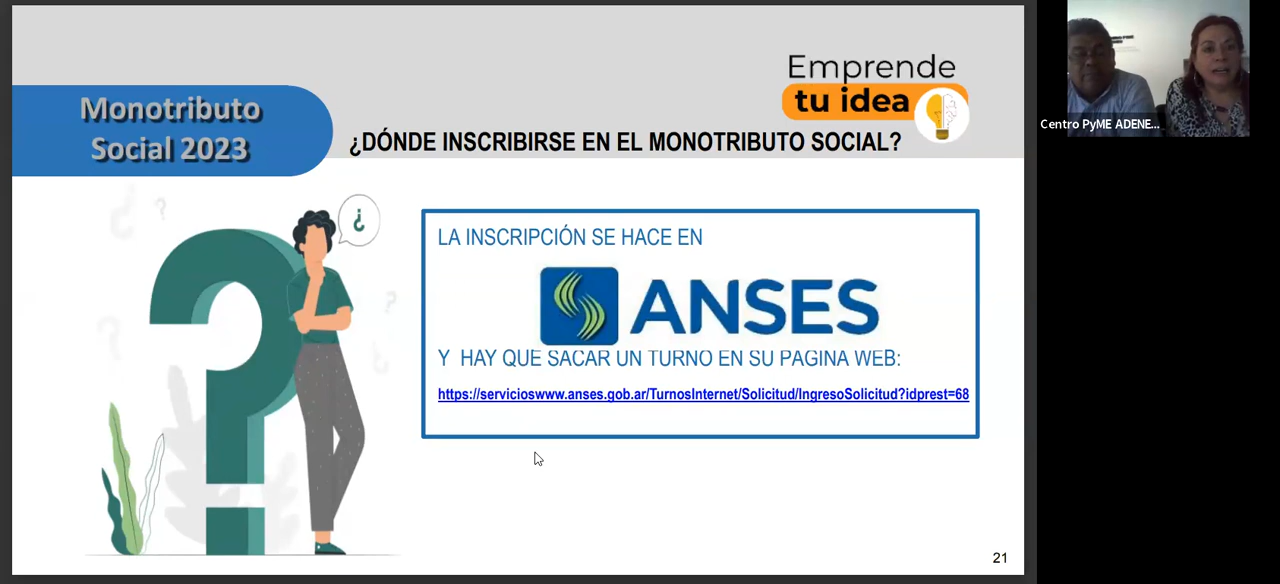 Emprende
tu idea
Monotributo
Social 2023
¿DÓNDE INSCRIBIRSE EN EL MONOTRIBUTO SOCIAL?
¿
LA INSCRIPCIÓN SE HACE EN
ANSES
Y HAY QUE SACAR UN TURNO EN SU PAGINA WEB:
https://servicioswww.anses.gob.ar/TurnosInternet/Solicitud/IngresoSolicitud?idprest=68
21
Centro PyME ADENE...